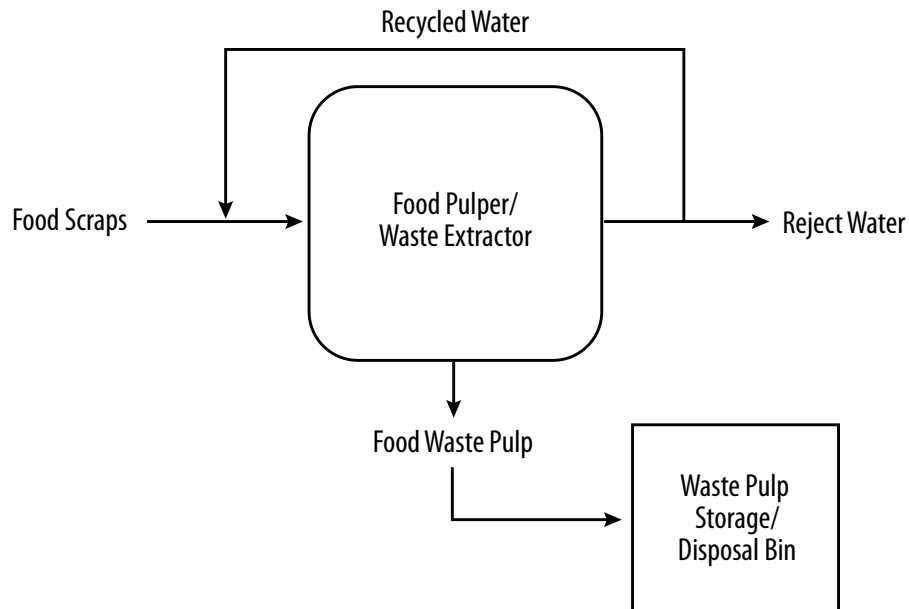 Recycled Water
Food Scraps
Food Pulper/
Waste Extractor
Reject Water
Food Waste Pulp
Waste Pulp
Storage/
Disposal Bin